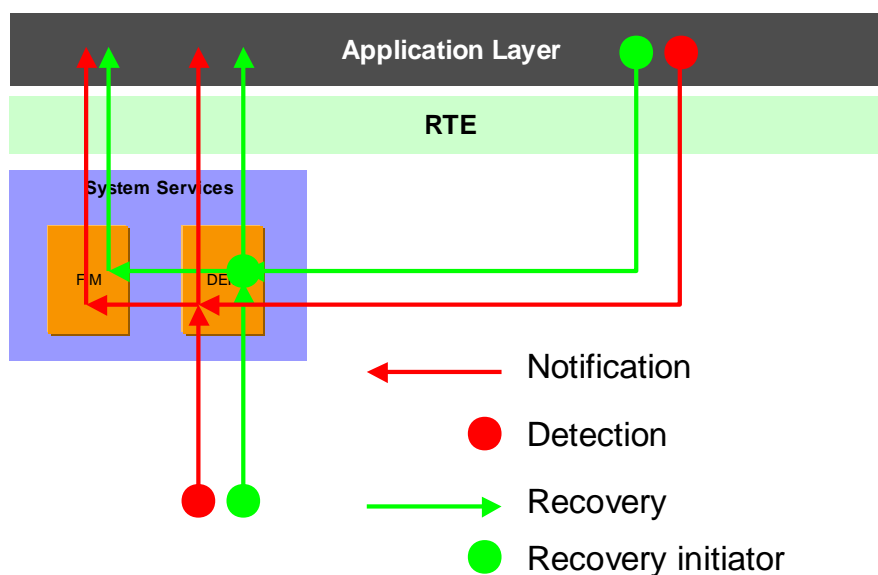 Application Layer
RTE
System Services
Notification
Detection
Recovery
Recovery initiator